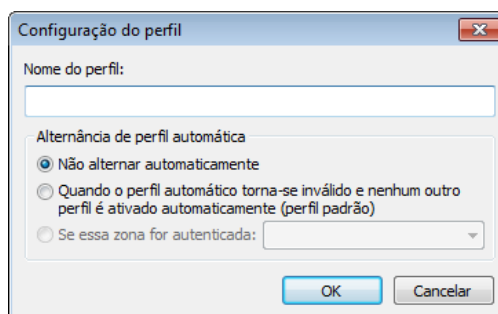 Configuração do perfil
Nome do perfil:
Alternância de perfil automática
Não alternar automaticamente
Quando o perfil automático torna-se inválido e nenhum outro
perfil é ativado automaticamente (perfil padrão)
Se essa zona for autenticada:
OK Cancelar